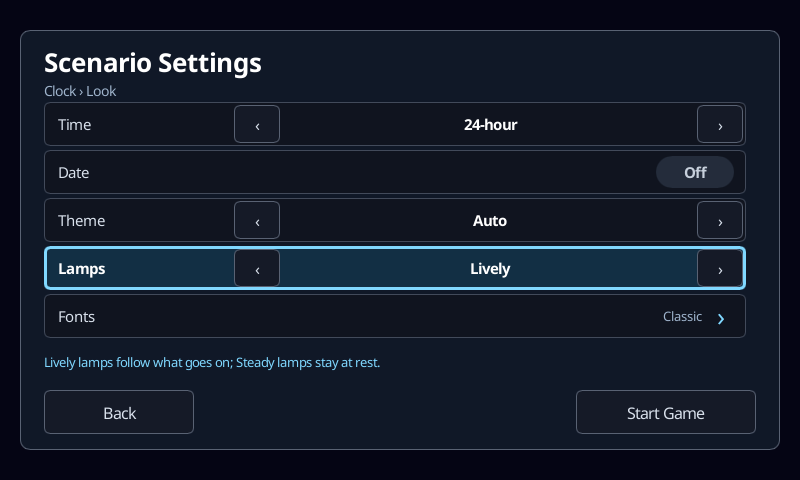 Scenario Settings
Clock › Look
Time ‹ 24-hour ›
Date Off
Theme ‹ Auto ›
Lamps ‹ Lively ›
Fonts Classic ›
Lively lamps follow what goes on; Steady lamps stay at rest.
Back Start Game